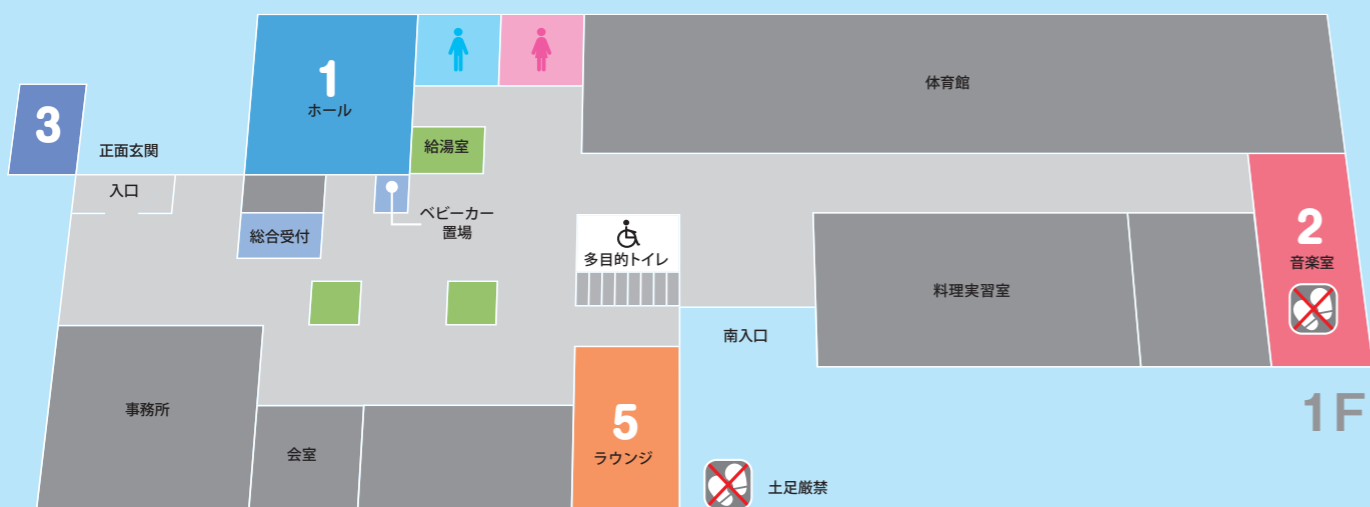 1
ホール
体育館
3
正面玄関
給湯室
入口
ベビーカー
置場
総合受付
多目的トイレ
2
音楽室
料理実習室
南入口
事務所
5
ラウンジ
会室
1F
土足厳禁